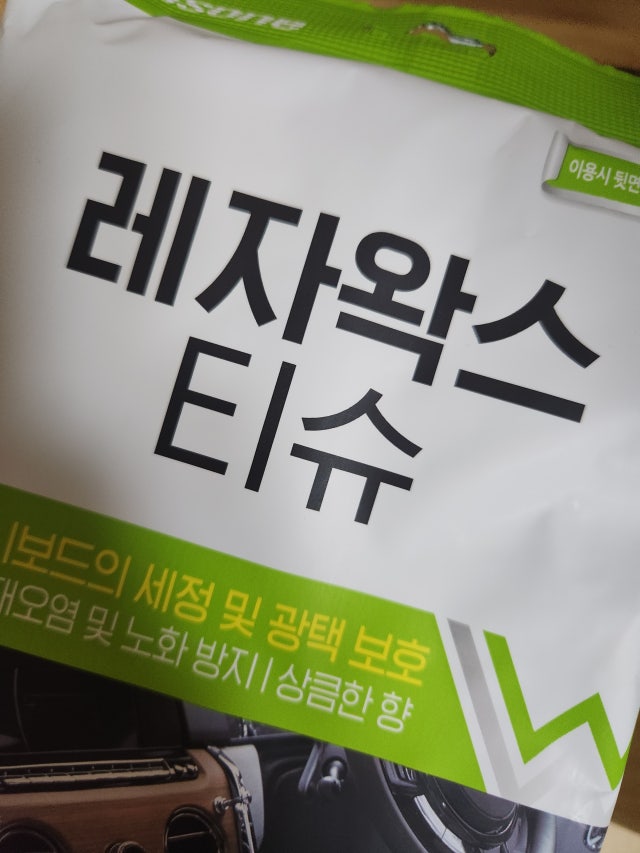 이용시 뒷면
레자왁스
티슈
보드의 세정 및 광택 보호
오염 및 노화 방지 | 상큼한 향